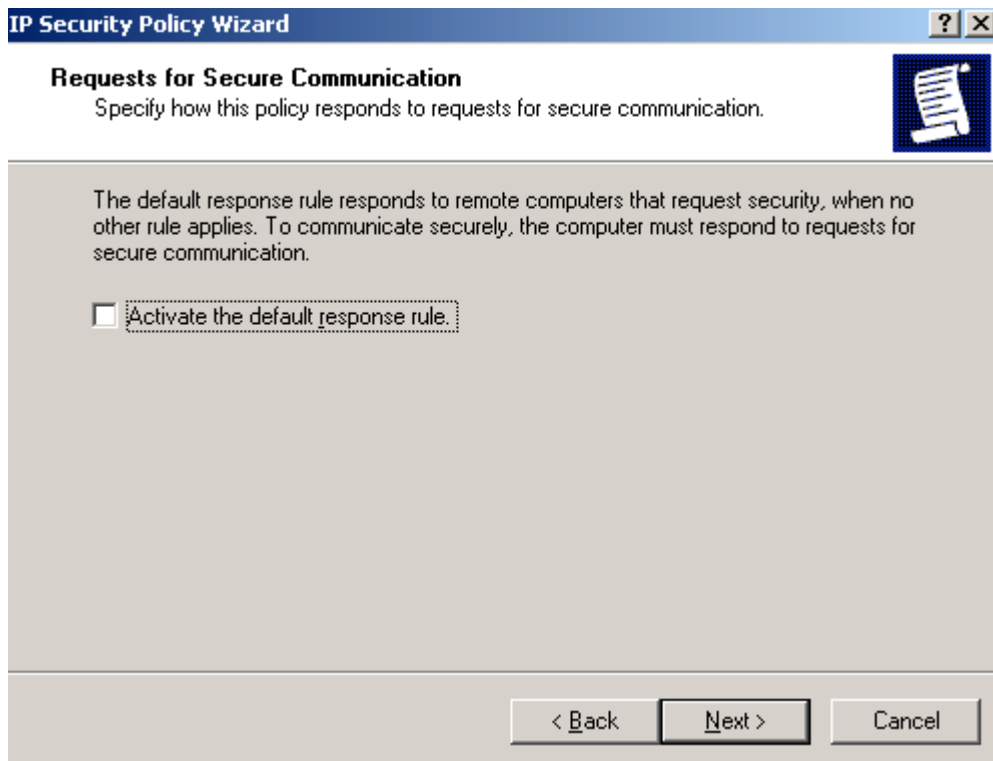 IP Security Policy Wizard
Requests for Secure Communication
Specify how this policy responds to requests for secure communication.
The default response rule responds to remote computers that request security, when no
other rule applies. To communicate securely, the computer must respond to requests for
secure communication.
Activate the default response rule.
< Back Next > Cancel